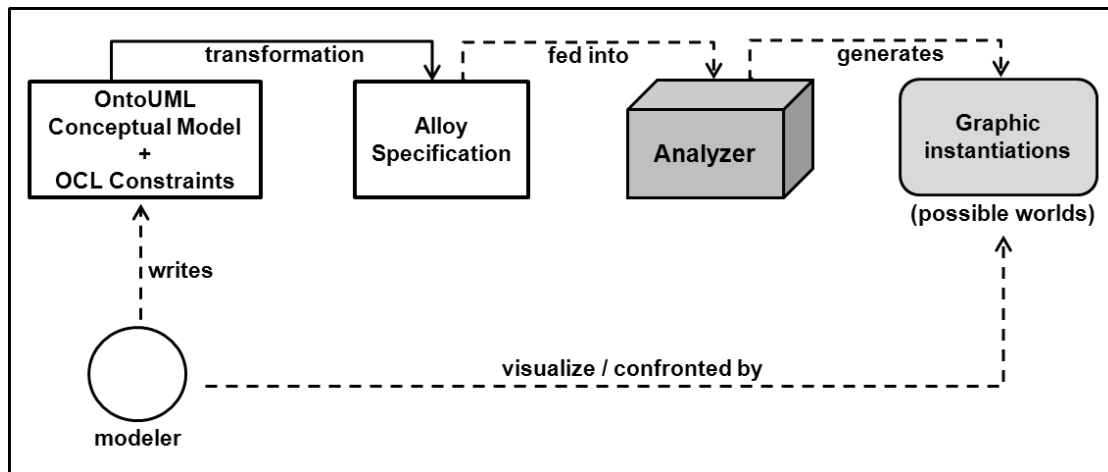 transformation
fed into
generates
OntoUML
Conceptual Model
+
OCL Constraints
Alloy
Specification
Analyzer
Graphic
instantiations
(possible worlds)
writes
visualize / confronted by
modeler